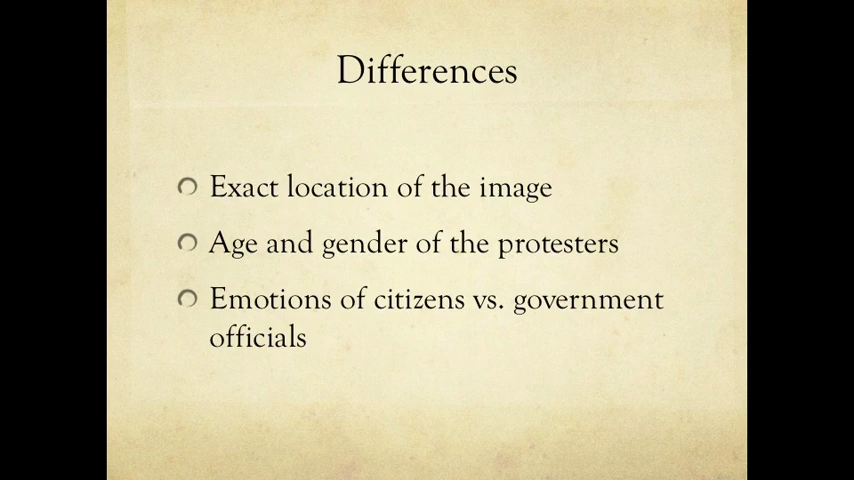 Differences
Exact location of the image
Age and gender of the protesters
Emotions of citizens vs. government
officials